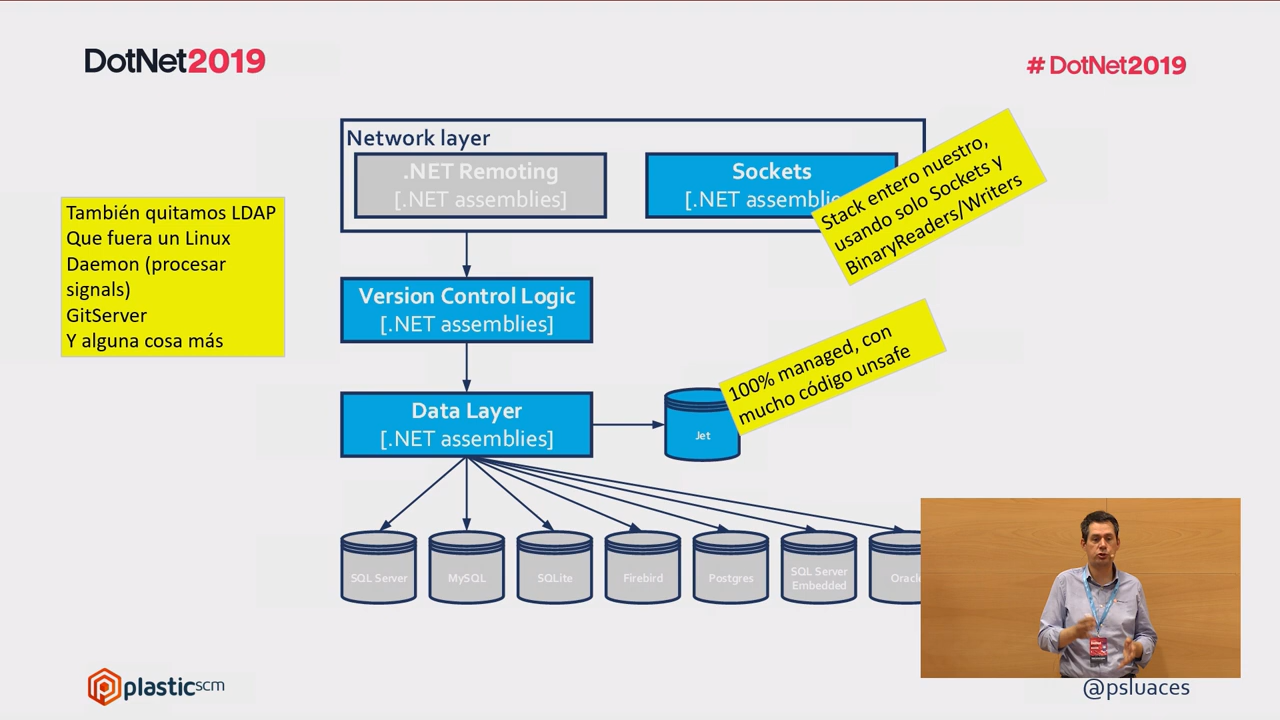 DotNet2019
# DotNet2019
Network layer
.NET Remoting
[.NET assemblies]
Sockets
[.NET assemblie
Stack entero nuestro,
usando solo Sockets y
BinaryReaders/Writers
También quitamos LDAP
Que fuera un Linux
Daemon (procesar
signals)
GitServer
Y alguna cosa más
Version Control Logic
[.NET assemblies]
100% managed, con
mucho código unsafe
Data Layer
[.NET assemblies]
Jet
SQL Server
MySQL
SQLite
Firebird
Postgres
SQL Server
Embedded
Oracle
plasticscm
@psluaces